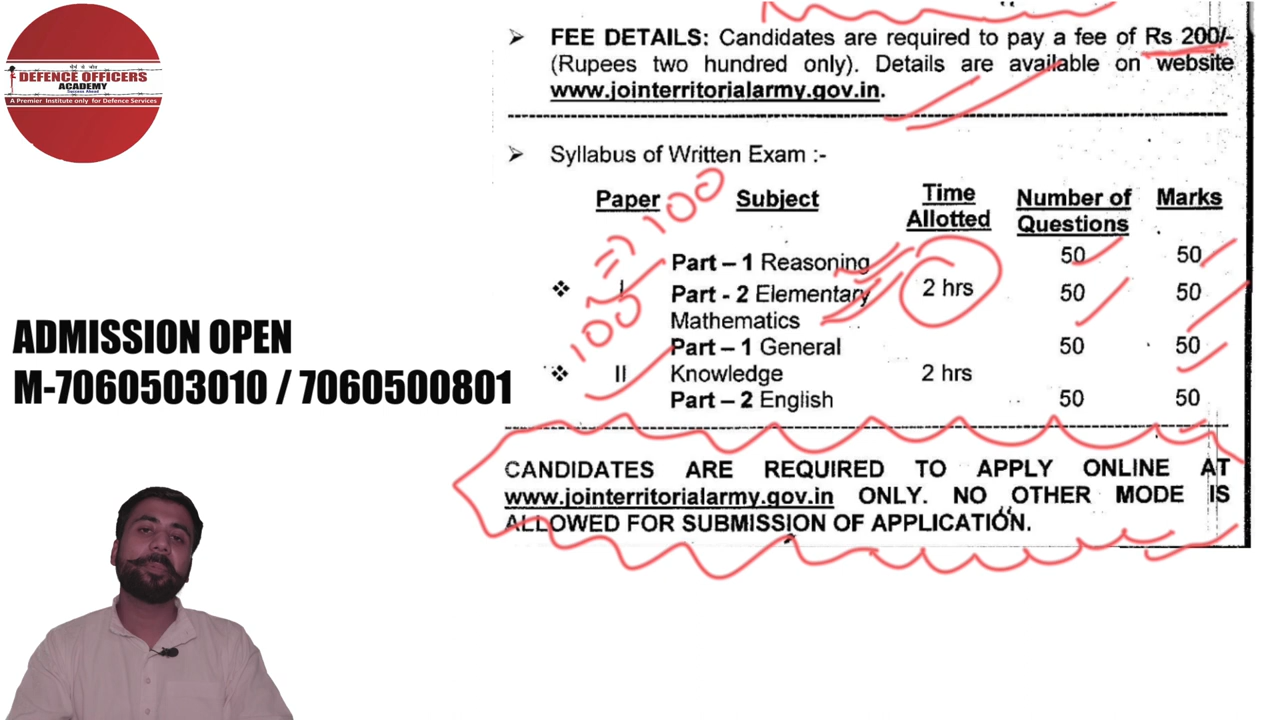 DEFENCE OFFICERS
ACADEMY
Success Ahead
A Premier Institute only for Defence Services
ADMISSION OPEN
M-7060503010 / 7060500801
➢ FEE DETAILS: Candidates are required to pay a fee of Rs 200/-
(Rupees two hundred only). Details are available on website
www.jointerritorialarmy.gov.in.
➢ Syllabus of Written Exam :-
Paper Subject Time Allotted Number of Questions Marks
=) 100
Part – 1 Reasoning 50 50
❖ I 2 hrs
Part - 2 Elementary 50 50
Mathematics
100
Part – 1 General 50 50
❖ II Knowledge 2 hrs
Part – 2 English 50 50
CANDIDATES ARE REQUIRED TO APPLY ONLINE AT
www.jointerritorialarmy.gov.in ONLY. NO OTHER MODE IS
ALLOWED FOR SUBMISSION OF APPLICATION.